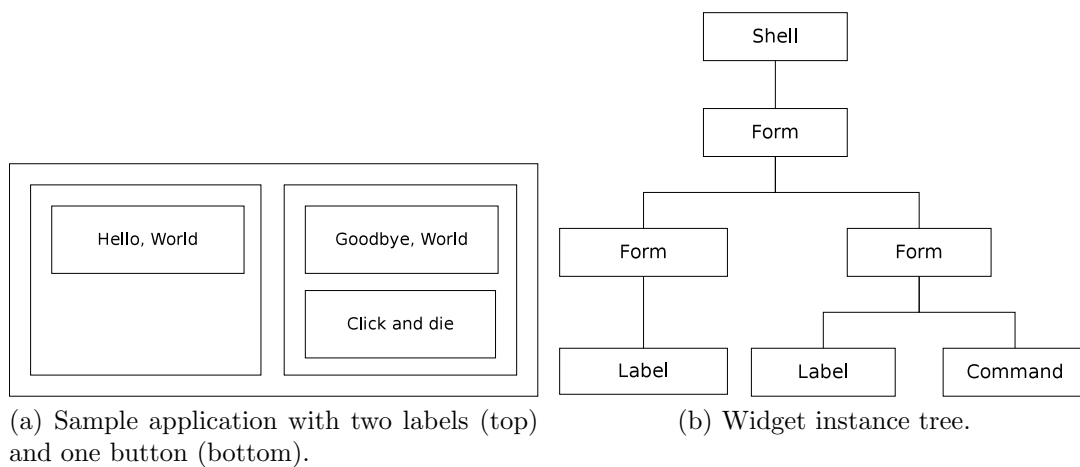 Hello, World
Goodbye, World
Click and die
(a) Sample application with two labels (top)
and one button (bottom).
Shell
Form
Form
Form
Label
Label
Command
(b) Widget instance tree.